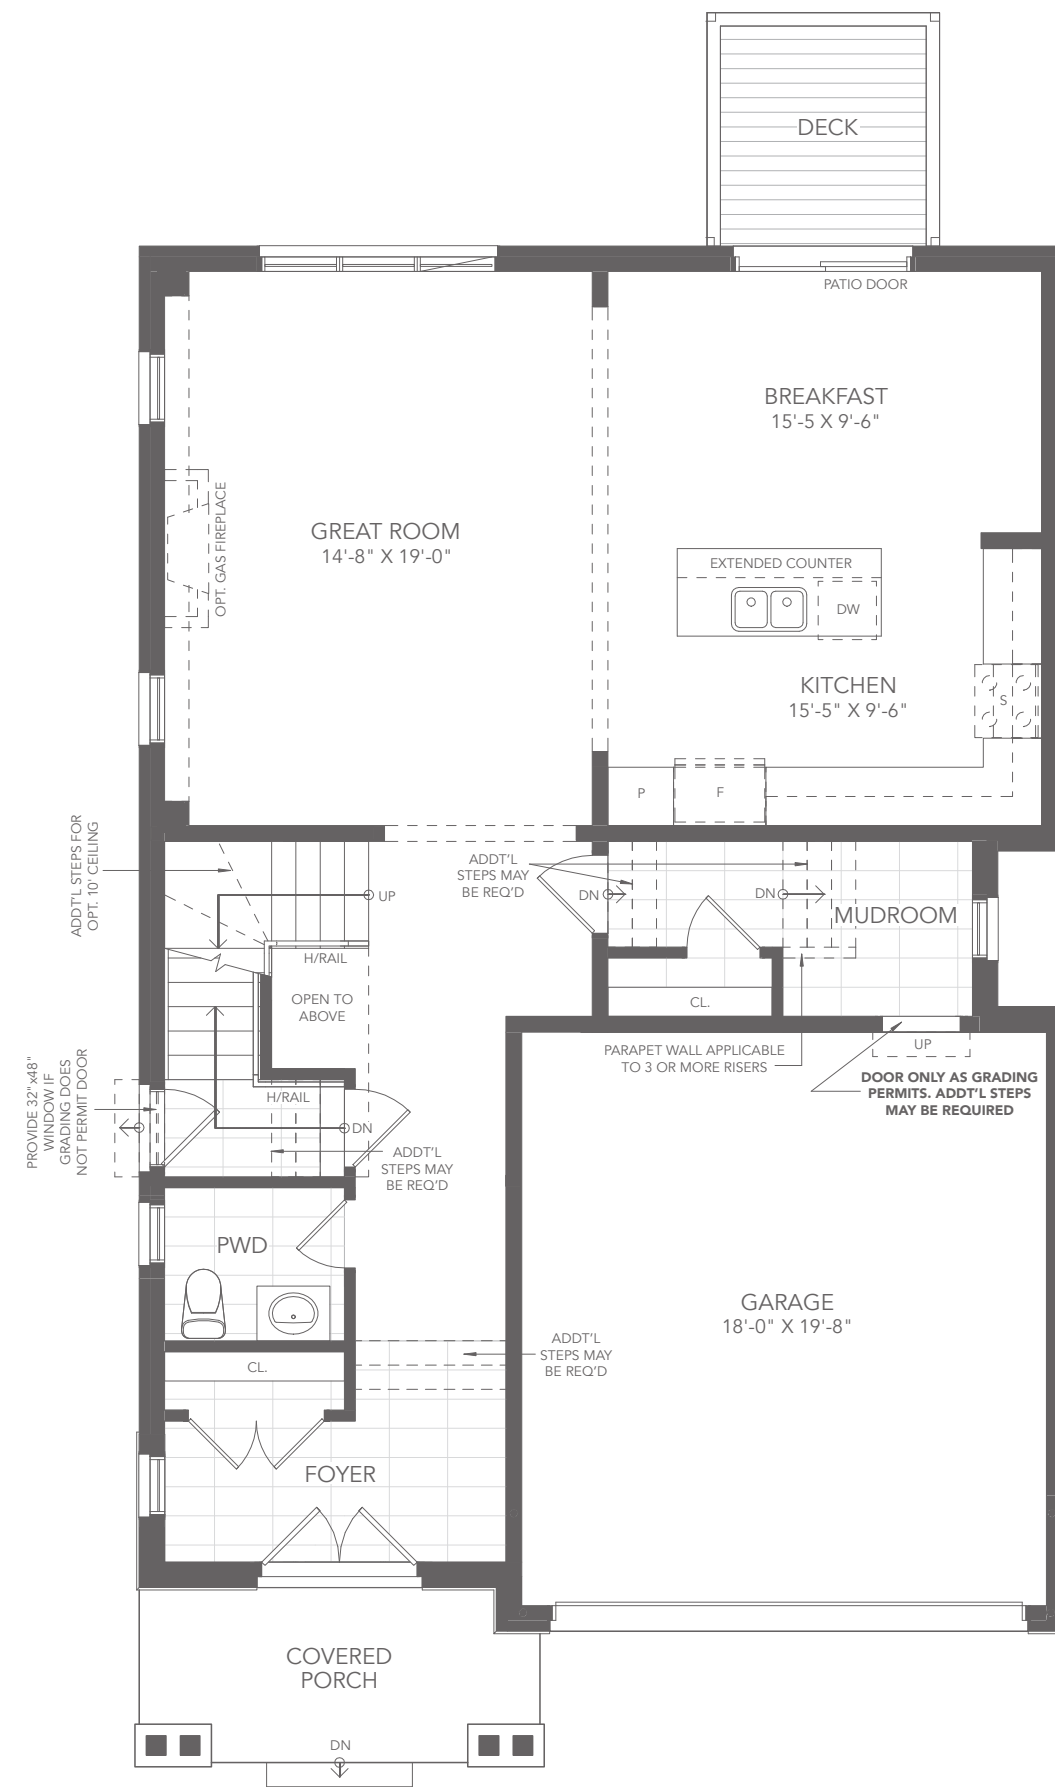 DECK
PATIO DOOR
BREAKFAST
15'-5 X 9'-6"
GREAT ROOM
14'-8" X 19'-0"
OPT. GAS FIREPLACE
EXTENDED COUNTER
DW
KITCHEN
15'-5" X 9'-6"
S
P
F
ADDT'L STEPS FOR
OPT. 10' CEILING
ADDT'L
STEPS MAY
BE REQ'D
UP
DN
DN
MUDROOM
H/RAIL
OPEN TO
ABOVE
CL.
UP
PARAPET WALL APPLICABLE
TO 3 OR MORE RISERS
DOOR ONLY AS GRADING
PERMITS. ADDT'L STEPS
MAY BE REQUIRED
PROVIDE 32"x48"
WINDOW IF
GRADING DOES
NOT PERMIT DOOR
H/RAIL
DN
ADDT'L
STEPS MAY
BE REQ'D
PWD
GARAGE
18'-0" X 19'-8"
ADDT'L
STEPS MAY
BE REQ'D
CL.
FOYER
COVERED
PORCH
DN